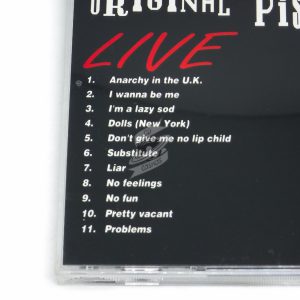 ORIGINAL PIS
LIVE
1. Anarchy in the U.K.
2. I wanna be me
3. I'm a lazy sod
4. Dolls (New York)
5. Don't give me no lip child
6. Substitute
7. Liar
8. No feelings
9. No fun
10. Pretty vacant
11. Problems